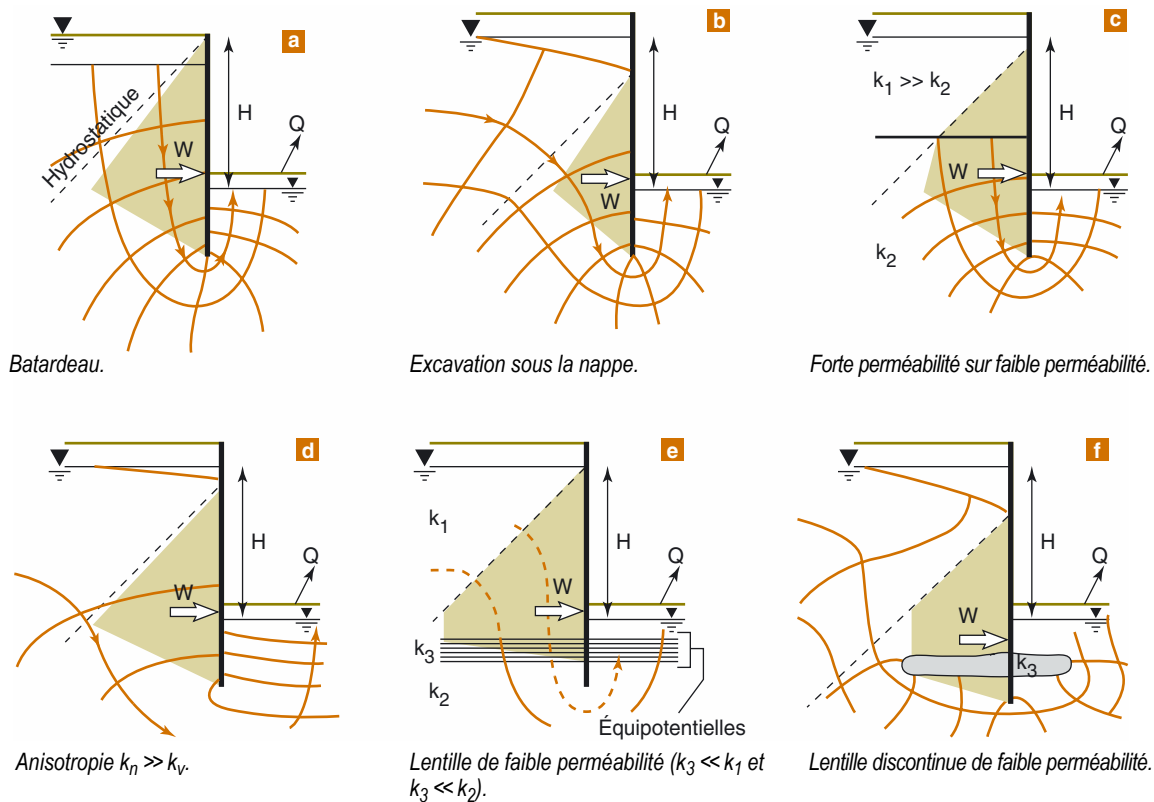 a
Hydrostatique
H
Q
W
Batardeau.
b
H
Q
W
Excavation sous la nappe.
c
k1 >> k2
H
Q
W
k2
Forte perméabilité sur faible perméabilité.
d
H
Q
W
Anisotropie kn >> kv.
e
k1
H
Q
W
k3
k2
Équipotentielles
Lentille de faible perméabilité (k3 << k1 et
k3 << k2).
f
H
Q
W
k3
Lentille discontinue de faible perméabilité.